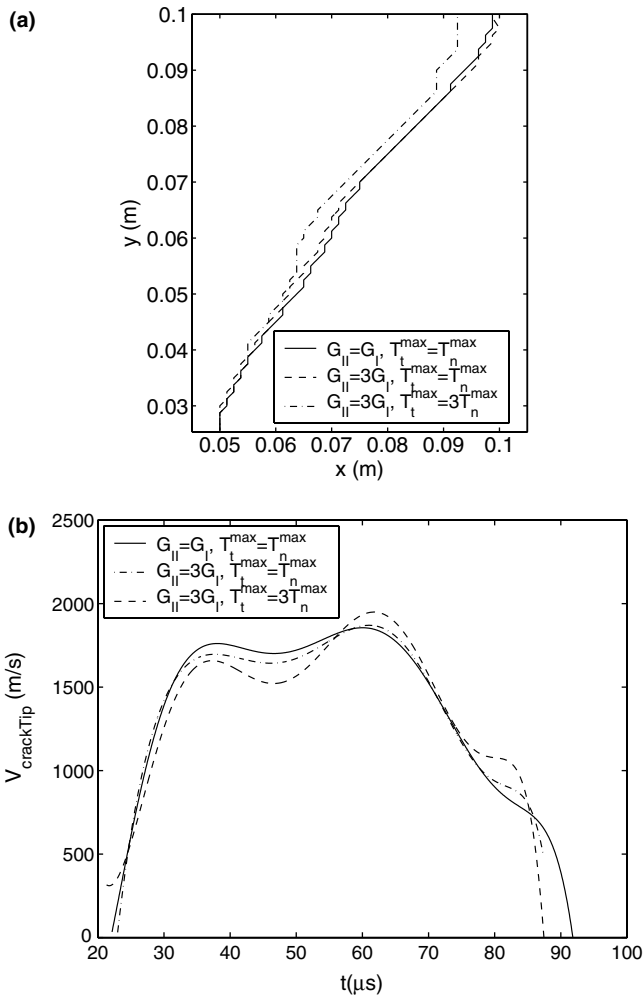 (a)
0.1
0.09
0.08
0.07
0.06
0.05
0.04
0.03
y (m)
G_II=G_I, T_t^max=T_n^max
G_II=3G_I, T_t^max=T_n^max
G_II=3G_I, T_t^max=3T_n^max
0.05 0.06 0.07 0.08 0.09 0.1
x (m)
(b)
2500
2000
1500
1000
500
0
V_crackTip (m/s)
G_II=G_I, T_t^max=T_n^max
G_II=3G_I, T_t^max=T_n^max
G_II=3G_I, T_t^max=3T_n^max
20 30 40 50 60 70 80 90 100
t(μs)